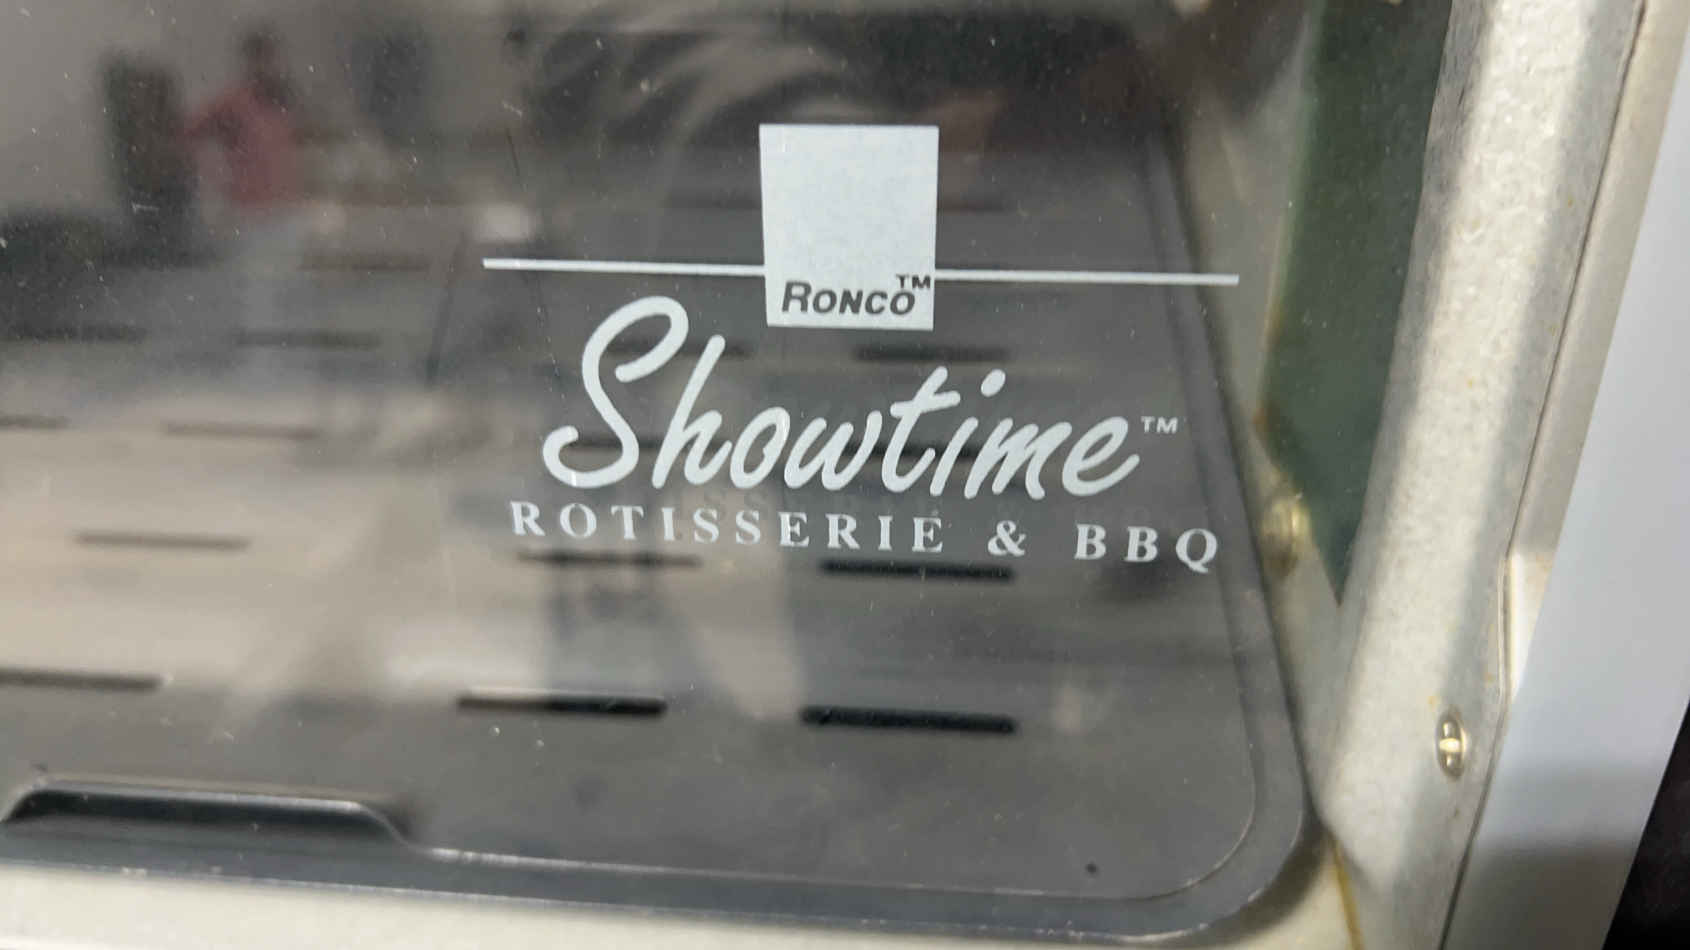 RONCO™
Showtime™
ROTISSERIE & BBQ